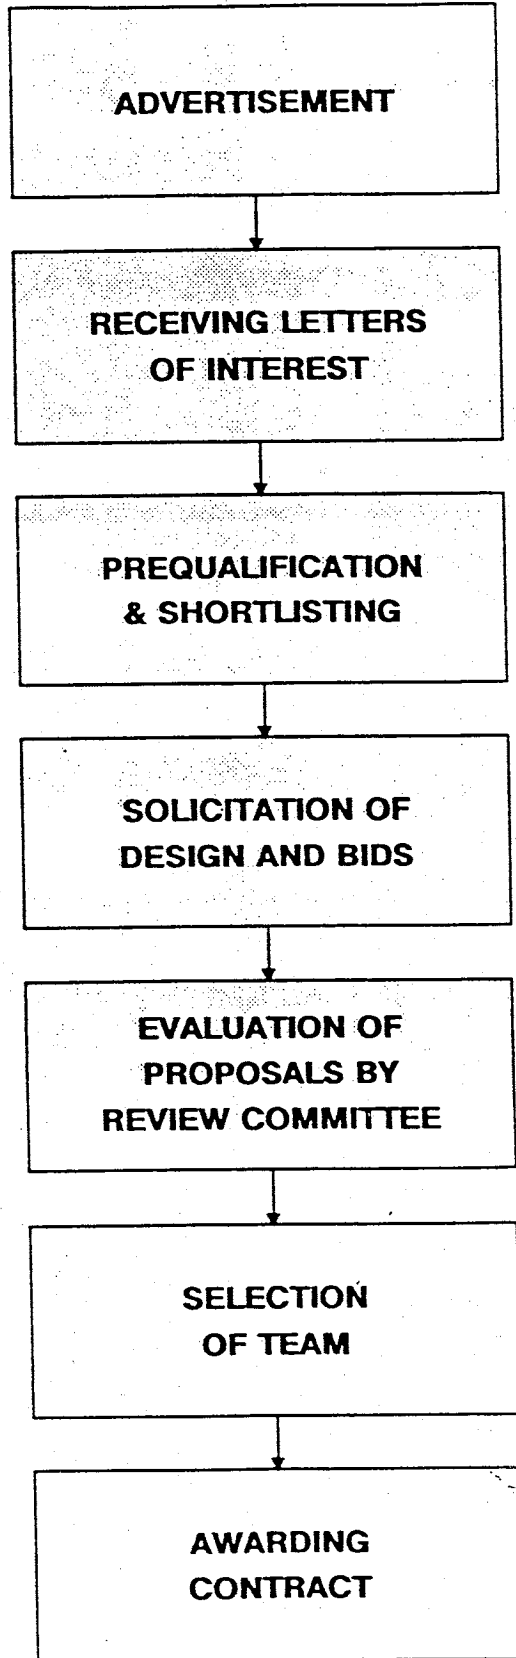 ADVERTISEMENT
RECEIVING LETTERS
OF INTEREST
PREQUALIFICATION
& SHORTLISTING
SOLICITATION OF
DESIGN AND BIDS
EVALUATION OF
PROPOSALS BY
REVIEW COMMITTEE
SELECTION
OF TEAM
AWARDING
CONTRACT